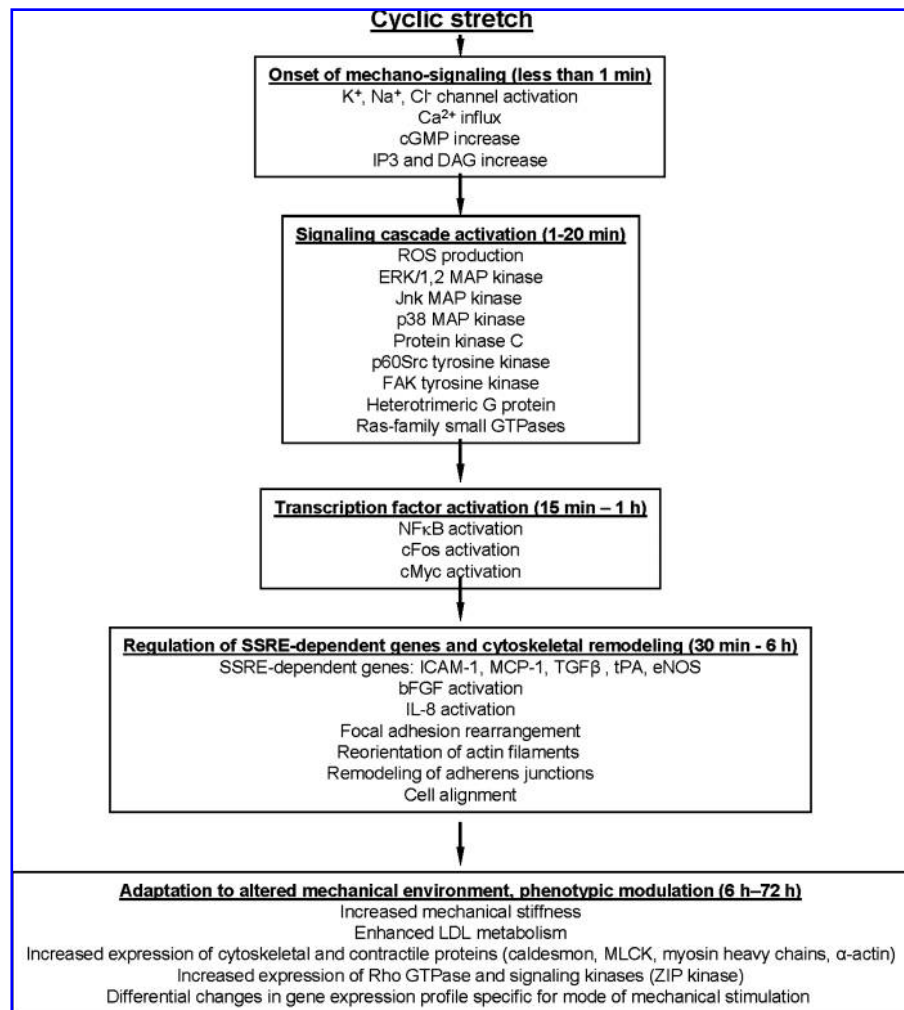 Cyclic stretch
Onset of mechano-signaling (less than 1 min)
K⁺, Na⁺, Cl⁻ channel activation
Ca²⁺ influx
cGMP increase
IP3 and DAG increase
Signaling cascade activation (1-20 min)
ROS production
ERK/1,2 MAP kinase
Jnk MAP kinase
p38 MAP kinase
Protein kinase C
p60Src tyrosine kinase
FAK tyrosine kinase
Heterotrimeric G protein
Ras-family small GTPases
Transcription factor activation (15 min – 1 h)
NFκB activation
cFos activation
cMyc activation
Regulation of SSRE-dependent genes and cytoskeletal remodeling (30 min - 6 h)
SSRE-dependent genes: ICAM-1, MCP-1, TGFβ , tPA, eNOS
bFGF activation
IL-8 activation
Focal adhesion rearrangement
Reorientation of actin filaments
Remodeling of adherens junctions
Cell alignment
Adaptation to altered mechanical environment, phenotypic modulation (6 h–72 h)
Increased mechanical stiffness
Enhanced LDL metabolism
Increased expression of cytoskeletal and contractile proteins (caldesmon, MLCK, myosin heavy chains, α-actin)
Increased expression of Rho GTPase and signaling kinases (ZIP kinase)
Differential changes in gene expression profile specific for mode of mechanical stimulation